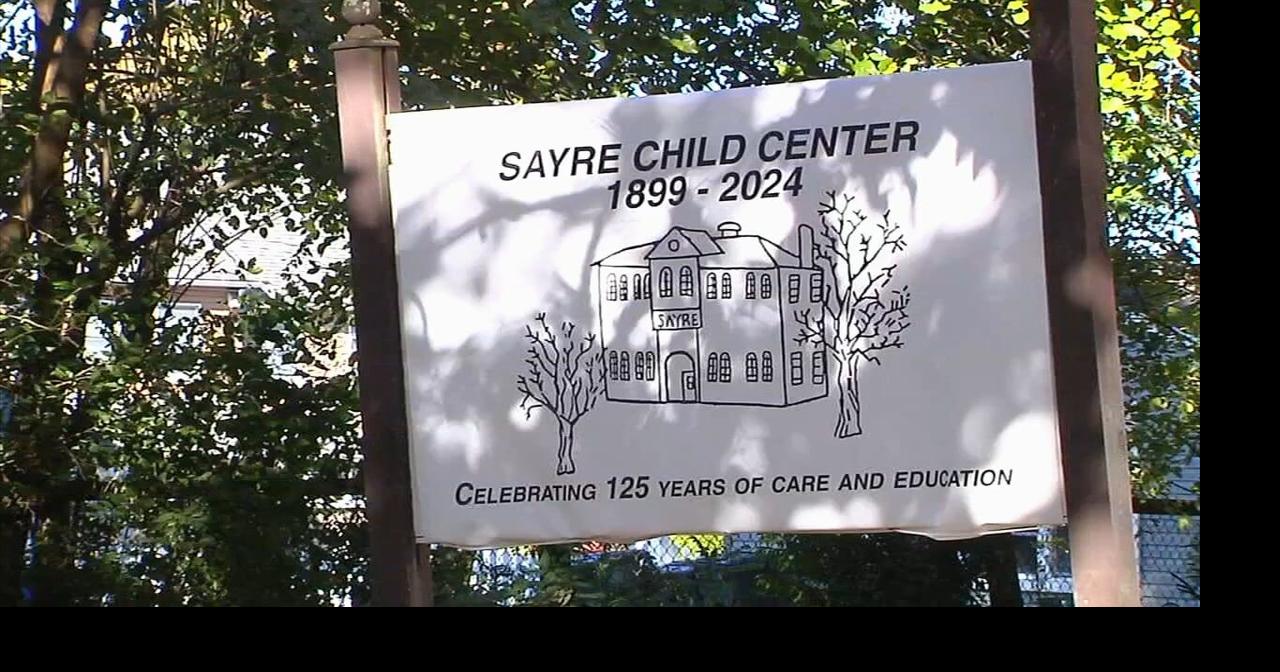 SAYRE CHILD CENTER
1899 - 2024
SAYRE
CELEBRATING 125 YEARS OF CARE AND EDUCATION